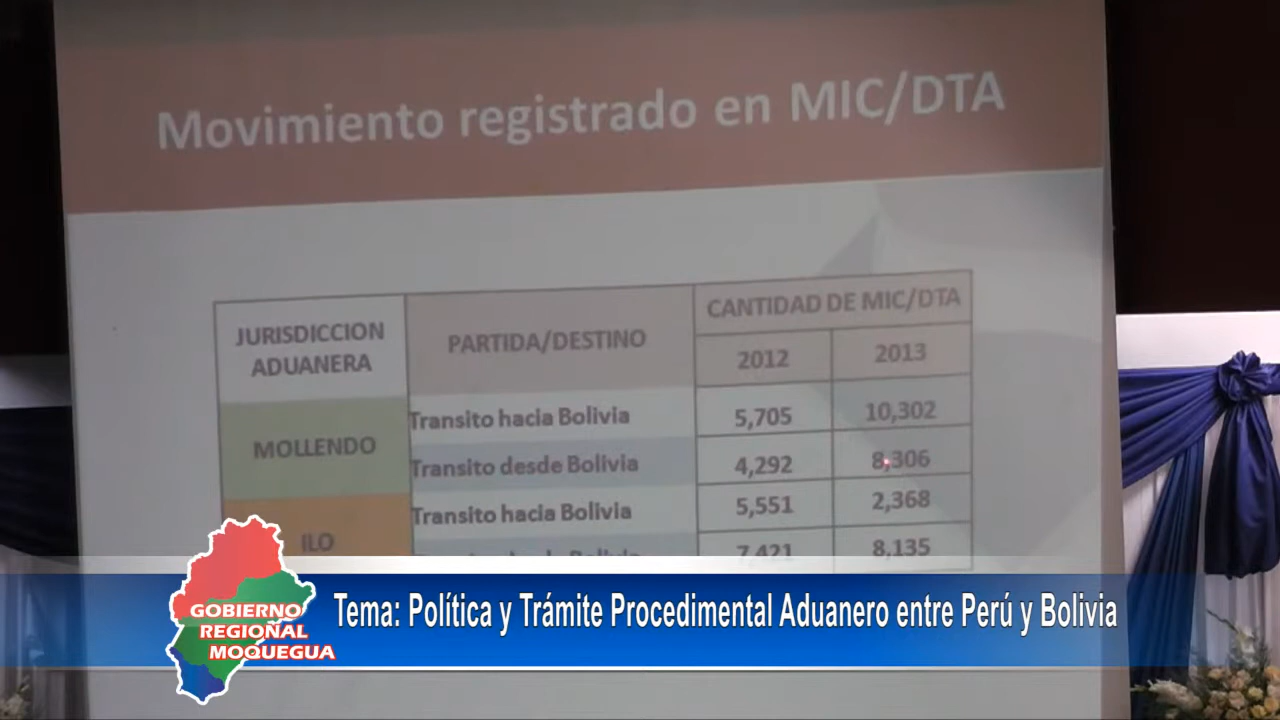 Movimiento registrado en MIC/DTA
JURISDICCION
ADUANERA
PARTIDA/DESTINO
CANTIDAD DE MIC/DTA
2012
2013
MOLLENDO
Transito hacia Bolivia
5,705
10,302
Transito desde Bolivia
4,292
8,306
ILO
Transito hacia Bolivia
5,551
2,368
7,421
8,135
GOBIERNO
REGIONAL
MOQUEGUA
Tema: Política y Trámite Procedimental Aduanero entre Perú y Bolivia